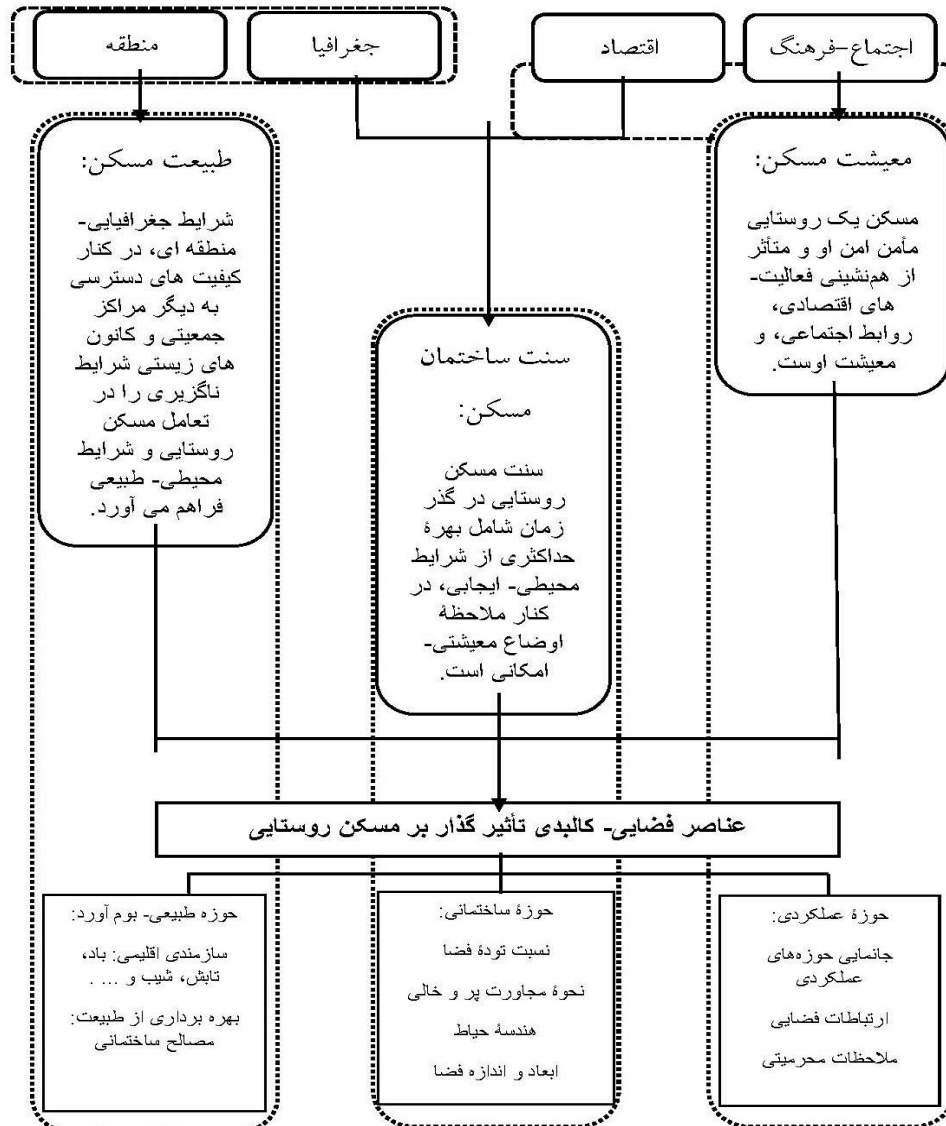 اجتماع-فرهنگ
اقتصاد
جغرافیا
منطقه
معیشت مسکن:
مسکن یک روستایی
مأمن امن او و متأثر
از هم‌نشینی فعالیت-
های اقتصادی،
روابط اجتماعی، و
معیشت اوست.
سنت ساختمان
مسکن:
سنت مسکن
روستایی در گذر
زمان شامل بهرهٔ
حداکثری از شرایط
محیطی- ایجابی، در
کنار ملاحظهٔ
اوضاع معیشتی-
امکانی است.
طبیعت مسکن:
شرایط جغرافیایی-
منطقه ای، در کنار
کیفیت های دسترسی
به دیگر مراکز
جمعیتی و کانون
های زیستی شرایط
ناگزیری را در
تعامل مسکن
روستایی و شرایط
محیطی- طبیعی
فراهم می آورد.
عناصر فضایی- کالبدی تأثیر گذار بر مسکن روستایی
حوزهٔ عملکردی:
جانمایی حوزه‌های
عملکردی
ارتباطات فضایی
ملاحظات محرمیتی
حوزهٔ ساختمانی:
نسبت تودهٔ فضا
نحوهٔ مجاورت پر و خالی
هندسهٔ حیاط
ابعاد و اندازه فضا
حوزه طبیعی- بوم آورد:
سازمندی اقلیمی: باد،
تابش، شیب و ... .
بهره برداری از طبیعت:
مصالح ساختمانی